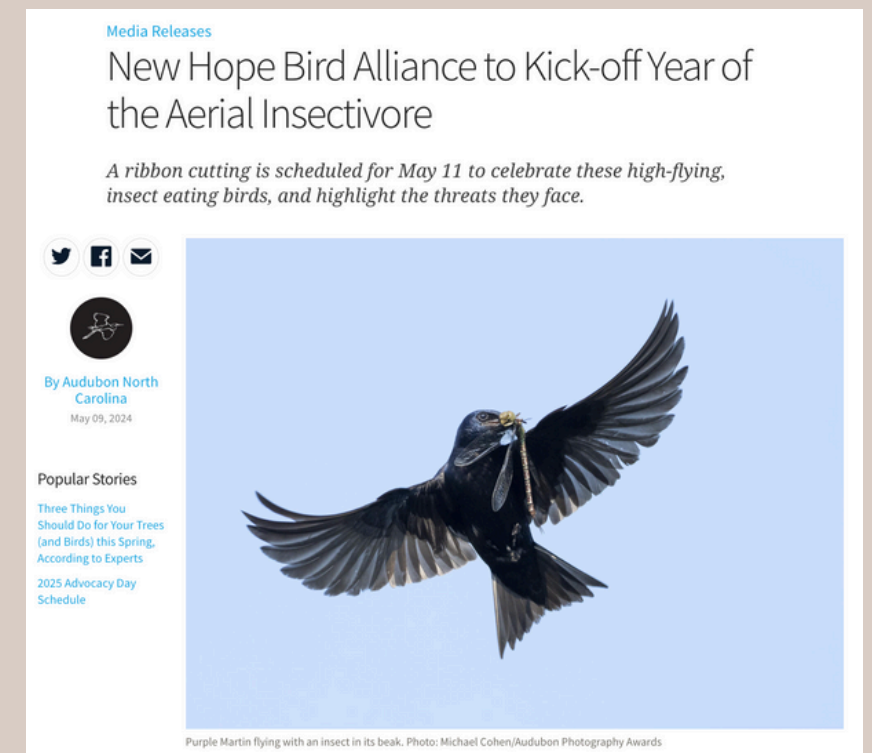 Media Releases
New Hope Bird Alliance to Kick-off Year of
the Aerial Insectivore
A ribbon cutting is scheduled for May 11 to celebrate these high-flying,
insect eating birds, and highlight the threats they face.
By Audubon North
Carolina
May 09, 2024
Popular Stories
Three Things You
Should Do for Your Trees
(and Birds) this Spring,
According to Experts
2025 Advocacy Day
Schedule
Purple Martin flying with an insect in its beak. Photo: Michael Cohen/Audubon Photography Awards